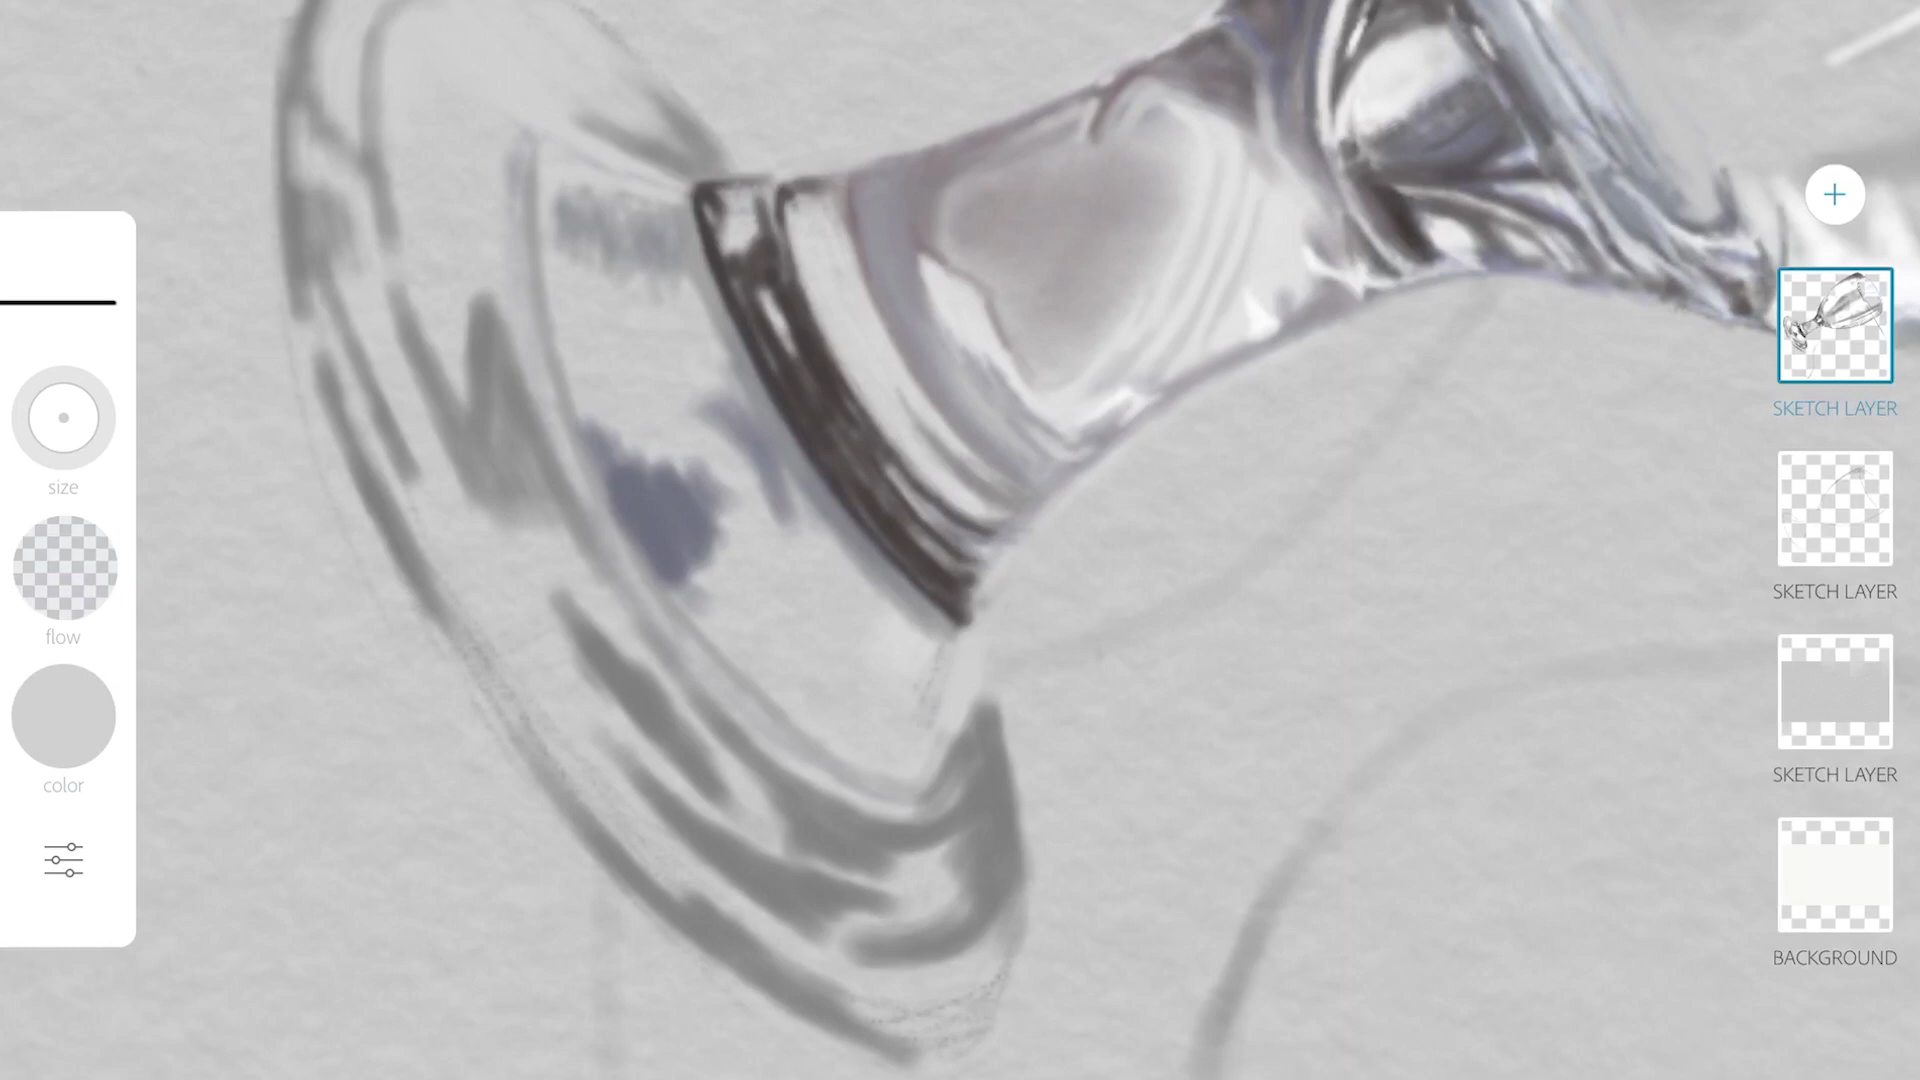 size
flow
color
SKETCH LAYER
SKETCH LAYER
SKETCH LAYER
BACKGROUND